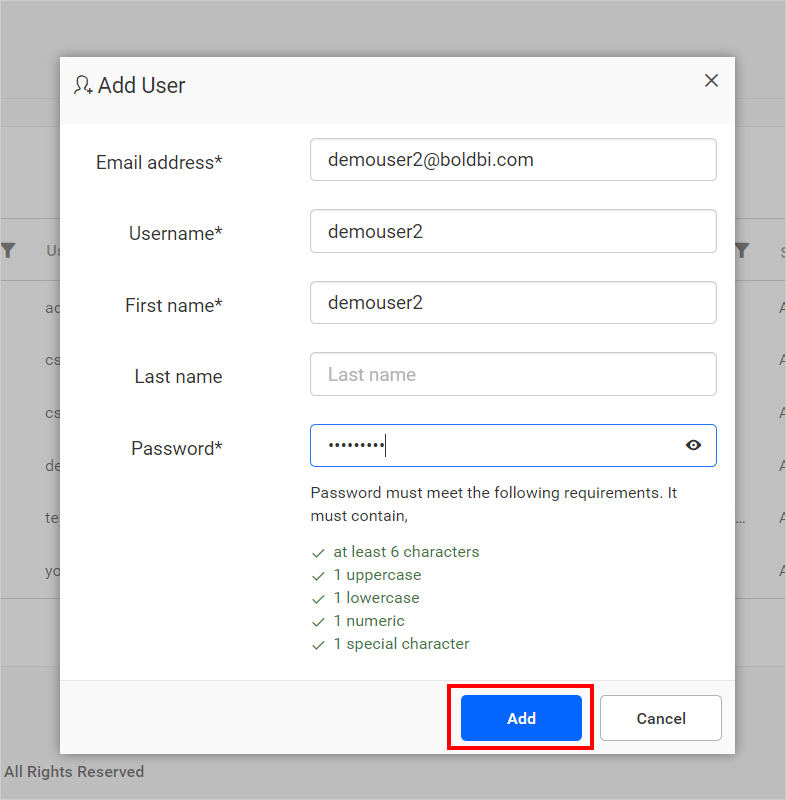 Add User
Email address*
demouser2@boldbi.com
Username*
demouser2
First name*
demouser2
Last name
Last name
Password*
•••••••••
Password must meet the following requirements. It
must contain,
at least 6 characters
1 uppercase
1 lowercase
1 numeric
1 special character
Add
Cancel
All Rights Reserved